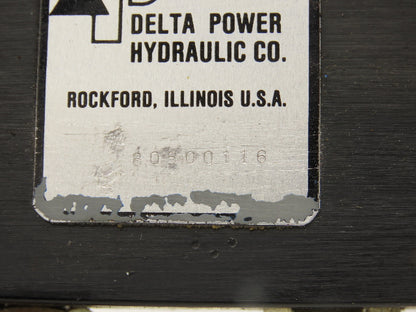 DELTA POWER
HYDRAULIC CO.
ROCKFORD, ILLINOIS U.S.A.